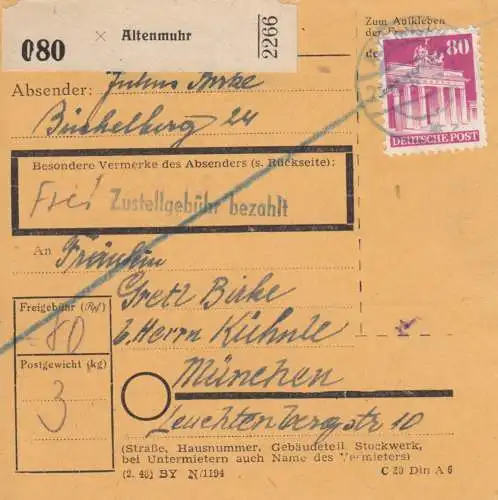 080 × Altenmuhr 2266
Zum Aufkleben
80
DEUTSCHE POST
Absender: Julius
Büchelberg 24
Besondere Vermerke des Absenders (s. Rückseite):
Frei! Zustellgebühr bezahlt
An Fräulein
Gretl Birke
b. Herrn Kühnle
München
Leuchtenbergstr 10
Freigebühr (Rpf)
80
Postgewicht (kg)
3
(Straße, Hausnummer, Gebäudeteil, Stockwerk,
bei Untermietern auch Name des Vermieters)
(2. 48) BY N/1194 C 20 Din A 6